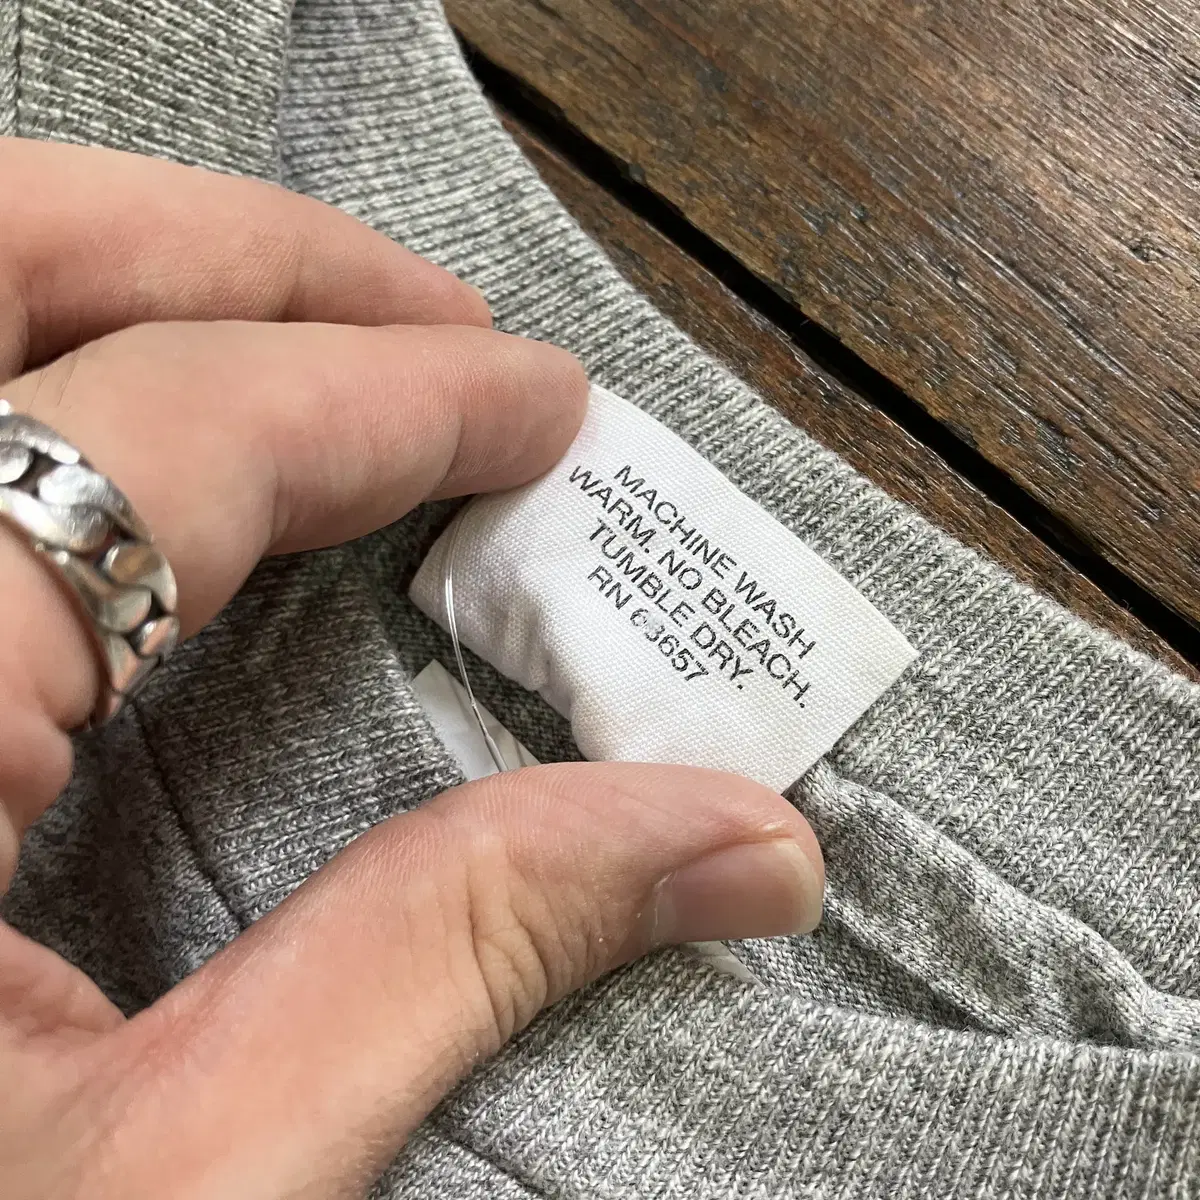 MACHINE WASH
WARM. NO BLEACH.
TUMBLE DRY.
RN 63657